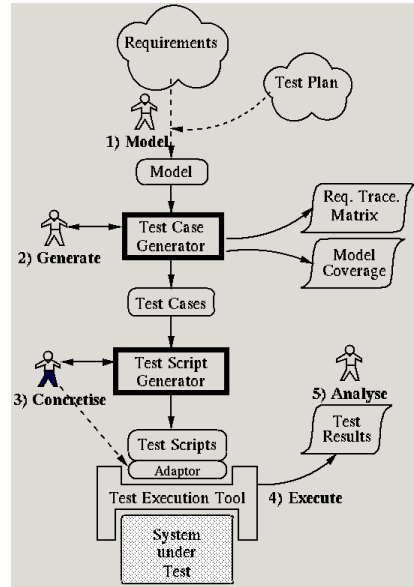 Requirements
Test Plan
1) Model
Model
Test Case
Generator
Req. Trace.
Matrix
2) Generate
Model
Coverage
Test Cases
Test Script
Generator
3) Concretise
5) Analyse
Test
Results
Test Scripts
Adaptor
Test Execution Tool
4) Execute
System
under
Test